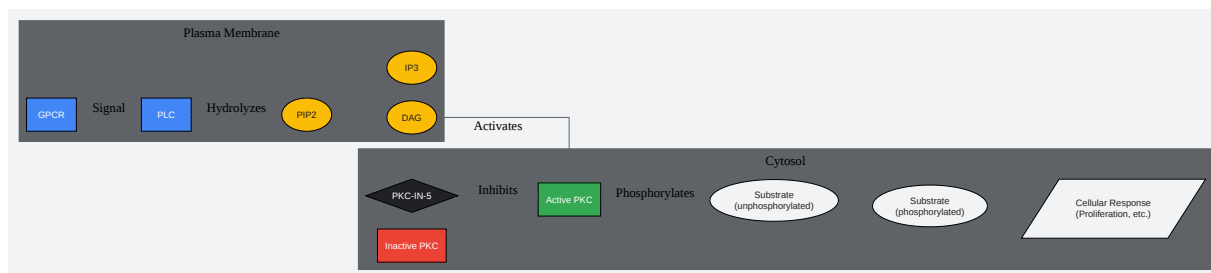 Plasma Membrane
IP3
GPCR
Signal
PLC
Hydrolyzes
PIP2
DAG
Activates
Cytosol
PKC-IN-5
Inhibits
Active PKC
Phosphorylates
Substrate
(unphosphorylated)
Substrate
(phosphorylated)
Cellular Response
(Proliferation, etc.)
Inactive PKC